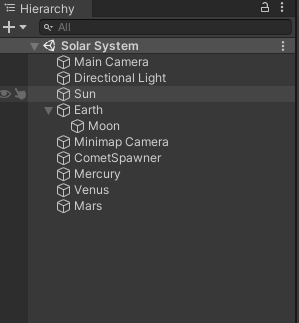 Hierarchy
All
Solar System
Main Camera
Directional Light
Sun
Earth
Moon
Minimap Camera
CometSpawner
Mercury
Venus
Mars